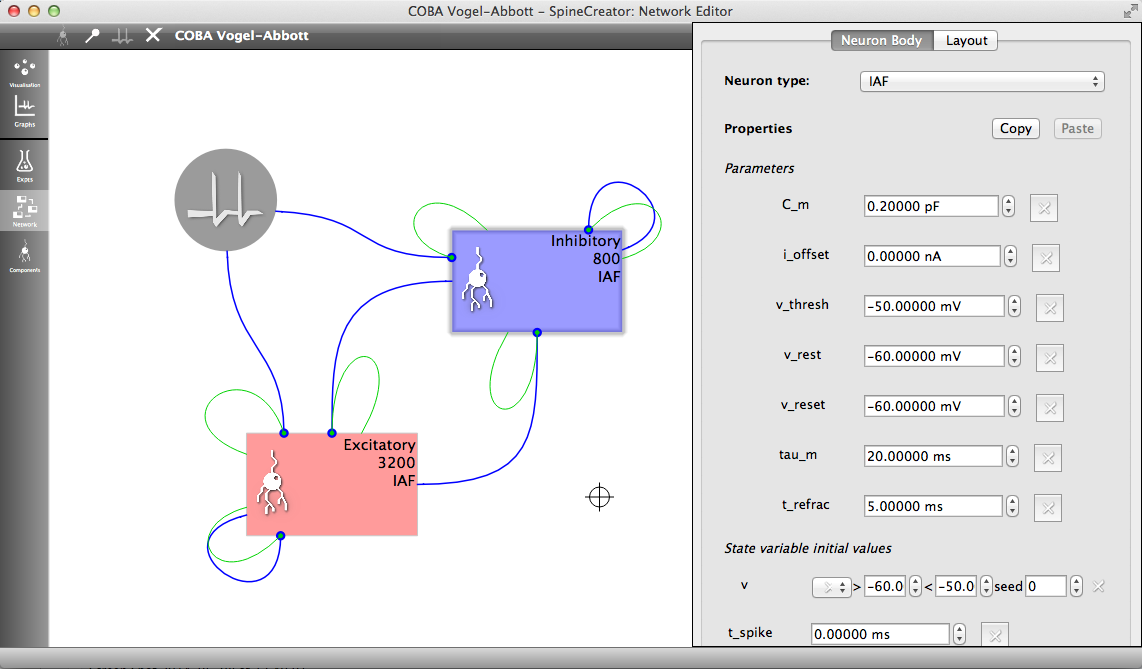 COBA Vogel-Abbott - SpineCreator: Network Editor
COBA Vogel-Abbott
Visualisation
Graphs
Expts
Network
Components
Inhibitory
800
IAF
Excitatory
3200
IAF
Neuron Body Layout
Neuron type: IAF
Properties Copy Paste
Parameters
C_m 0.20000 pF
i_offset 0.00000 nA
v_thresh -50.00000 mV
v_rest -60.00000 mV
v_reset -60.00000 mV
tau_m 20.00000 ms
t_refrac 5.00000 ms
State variable initial values
v > -60.0 < -50.0 seed 0
t_spike 0.00000 ms